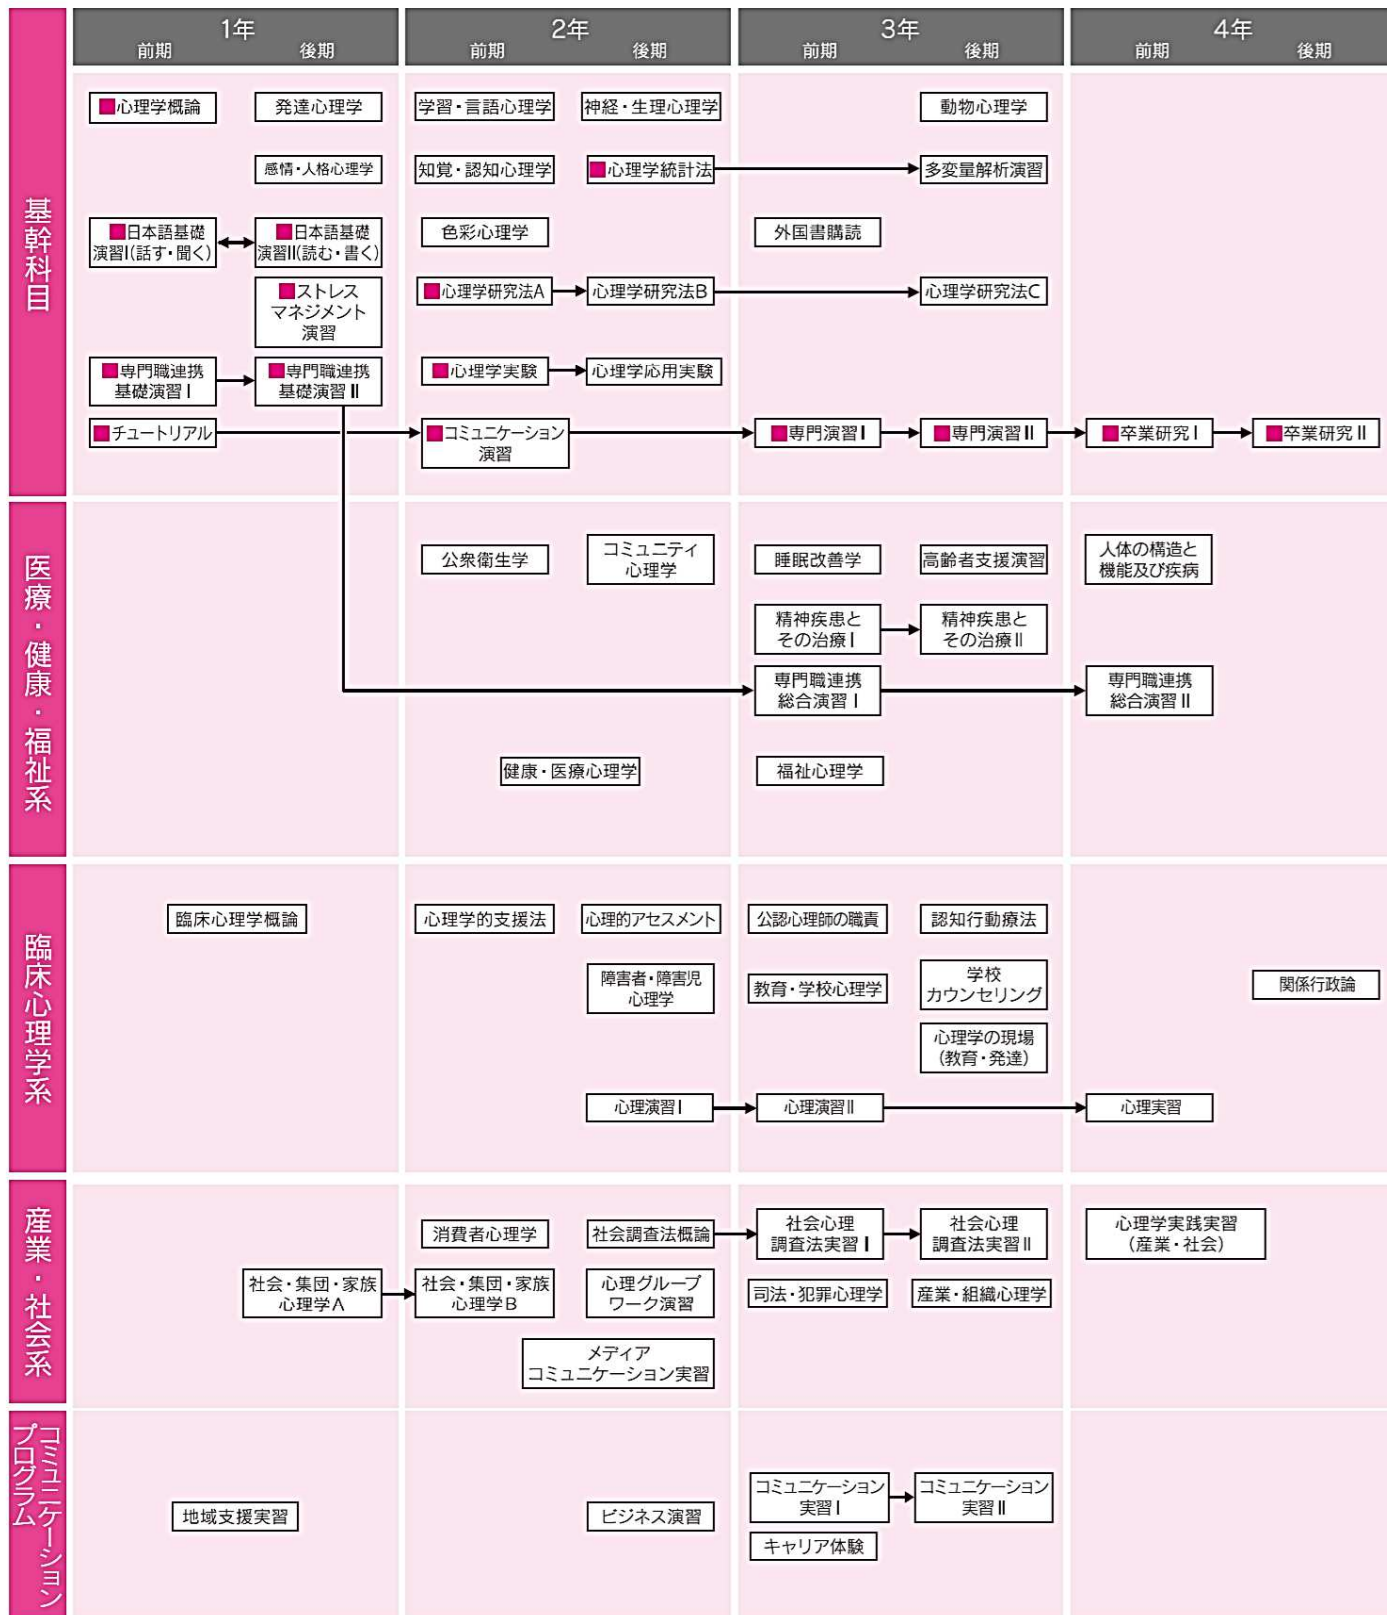 1年
前期
後期
2年
前期
後期
3年
前期
後期
4年
前期
後期
基幹科目
■心理学概論
発達心理学
学習・言語心理学
神経・生理心理学
動物心理学
感情・人格心理学
知覚・認知心理学
■心理学統計法
多変量解析演習
■日本語基礎
演習Ⅰ(話す・聞く)
■日本語基礎
演習Ⅱ(読む・書く)
色彩心理学
外国書購読
■ストレス
マネジメント
演習
■心理学研究法A
心理学研究法B
心理学研究法C
■専門職連携
基礎演習Ⅰ
■専門職連携
基礎演習Ⅱ
■心理学実験
心理学応用実験
■チュートリアル
■コミュニケーション
演習
■専門演習Ⅰ
■専門演習Ⅱ
■卒業研究Ⅰ
■卒業研究Ⅱ
医療・健康・福祉系
公衆衛生学
コミュニティ
心理学
睡眠改善学
高齢者支援演習
人体の構造と
機能及び疾病
精神疾患と
その治療Ⅰ
精神疾患と
その治療Ⅱ
専門職連携
総合演習Ⅰ
専門職連携
総合演習Ⅱ
健康・医療心理学
福祉心理学
臨床心理学系
臨床心理学概論
心理学的支援法
心理的アセスメント
公認心理師の職責
認知行動療法
障害者・障害児
心理学
教育・学校心理学
学校
カウンセリング
関係行政論
心理学の現場
(教育・発達)
心理演習Ⅰ
心理演習Ⅱ
心理実習
産業・社会系
消費者心理学
社会調査法概論
社会心理
調査法実習Ⅰ
社会心理
調査法実習Ⅱ
心理学実践実習
(産業・社会)
社会・集団・家族
心理学A
社会・集団・家族
心理学B
心理グループ
ワーク演習
司法・犯罪心理学
産業・組織心理学
メディア
コミュニケーション実習
コミュニケーション
プログラム
地域支援実習
ビジネス演習
コミュニケーション
実習Ⅰ
コミュニケーション
実習Ⅱ
キャリア体験